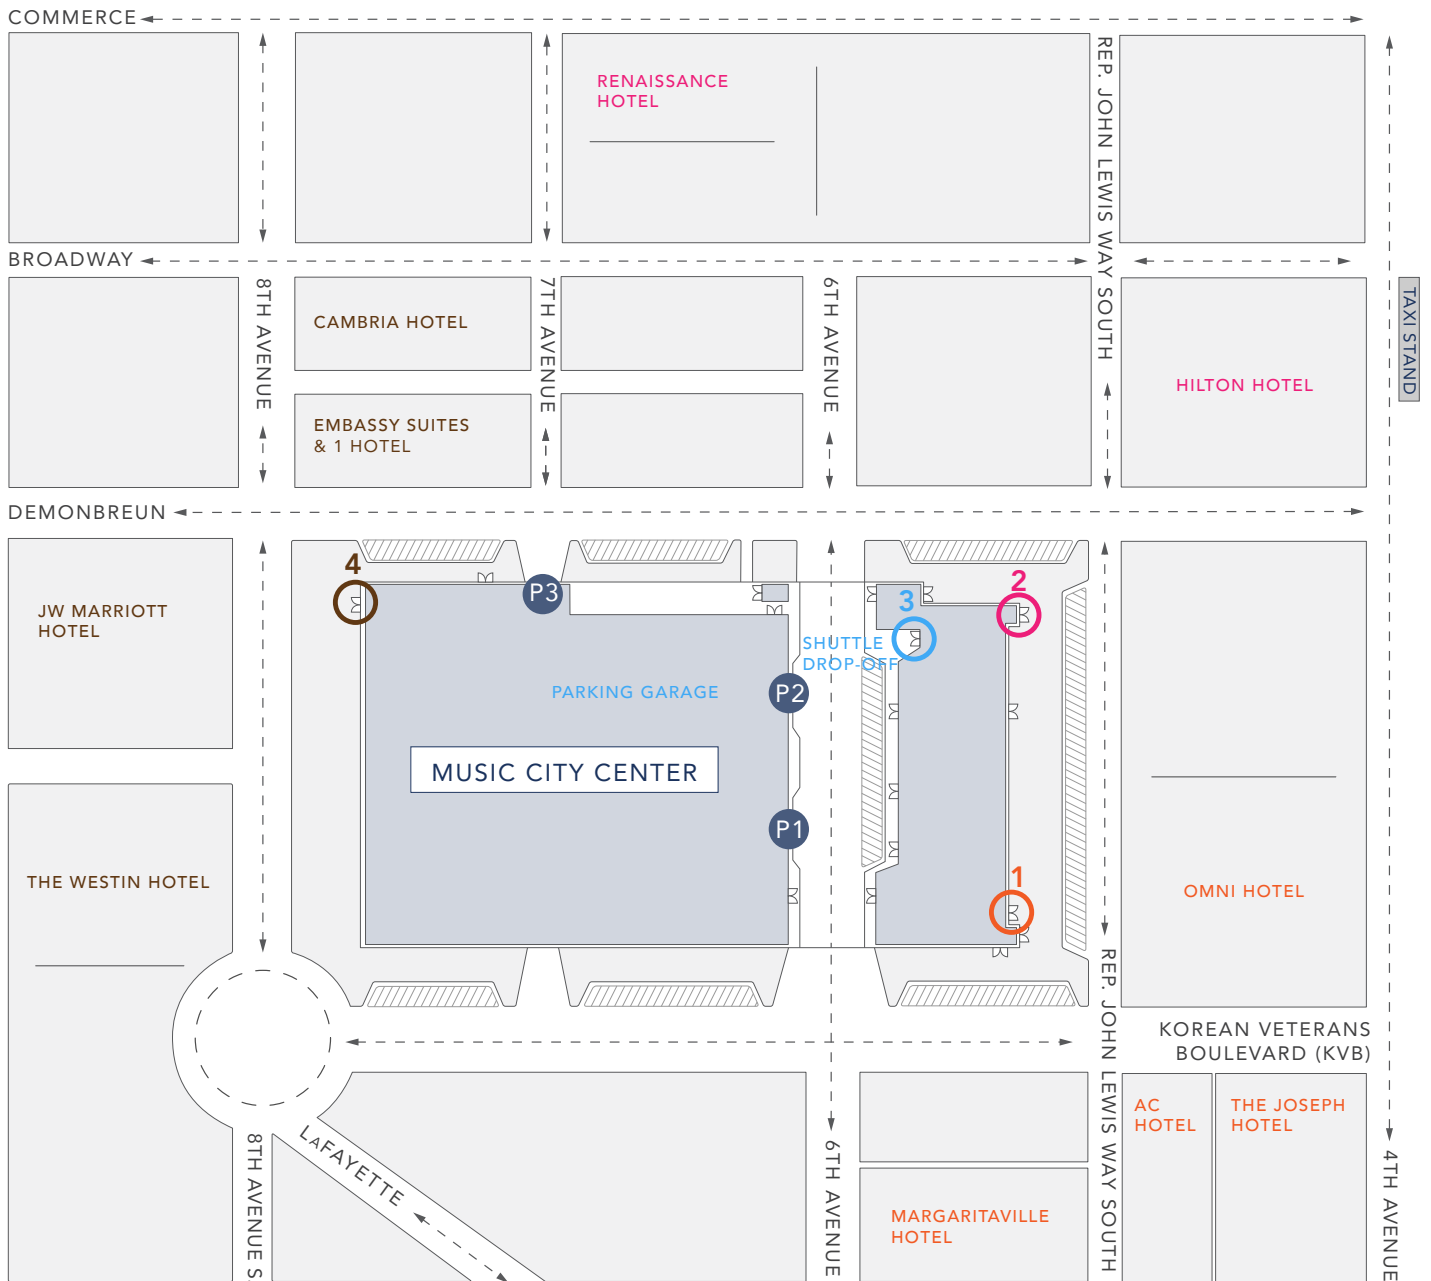 COMMERCE
REP. JOHN LEWIS WAY SOUTH
RENAISSANCE
HOTEL
BROADWAY
8TH AVENUE
7TH AVENUE
6TH AVENUE
TAXI STAND
CAMBRIA HOTEL
HILTON HOTEL
EMBASSY SUITES
& 1 HOTEL
DEMONBREUN
4
P3
2
3
JW MARRIOTT
HOTEL
SHUTTLE
DROP-OFF
PARKING GARAGE
P2
MUSIC CITY CENTER
P1
THE WESTIN HOTEL
1
OMNI HOTEL
REP. JOHN LEWIS WAY SOUTH
KOREAN VETERANS
BOULEVARD (KVB)
AC
HOTEL
THE JOSEPH
HOTEL
8TH AVENUE S.
LAFAYETTE
6TH AVENUE
4TH AVENUE
MARGARITAVILLE
HOTEL